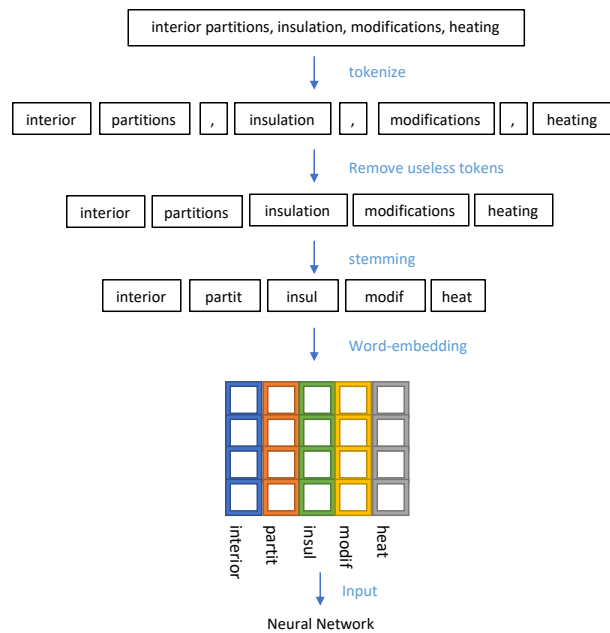 interior partitions, insulation, modifications, heating
tokenize
interior partitions , insulation , modifications , heating
Remove useless tokens
interior partitions insulation modifications heating
stemming
interior partit insul modif heat
Word-embedding
interior partit insul modif heat
Input
Neural Network